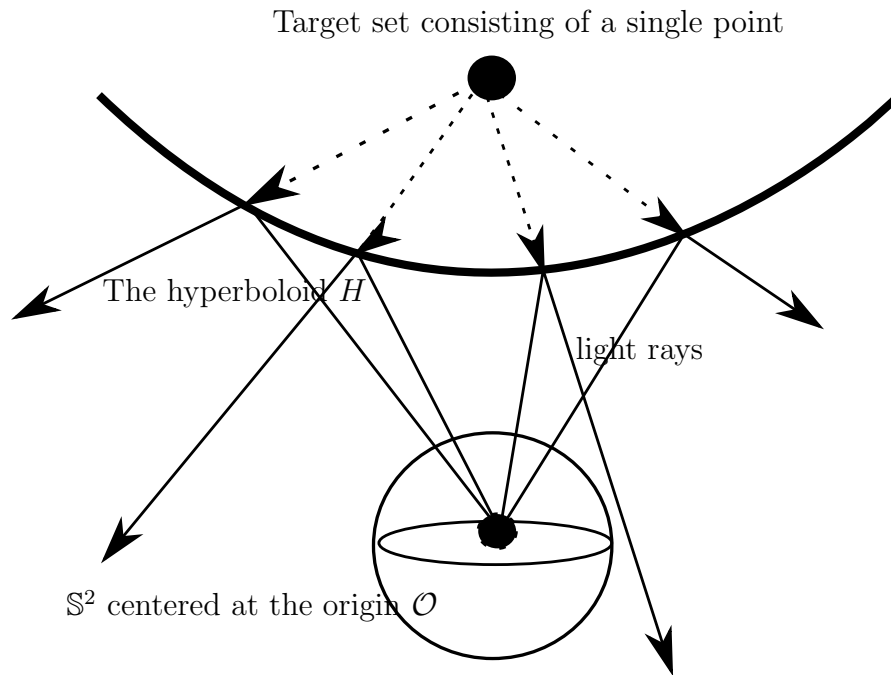 Target set consisting of a single point
The hyperboloid H
light rays
𝕊² centered at the origin 𝒪